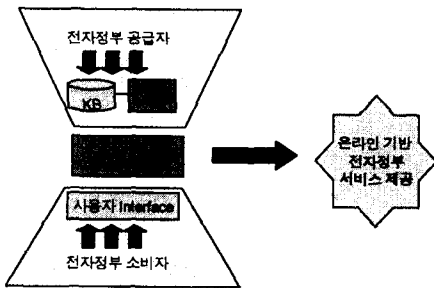 전자정부 공급자
KB
온라인 기반
전자정부
서비스 제공
사용자 Interface
전자정부 소비자